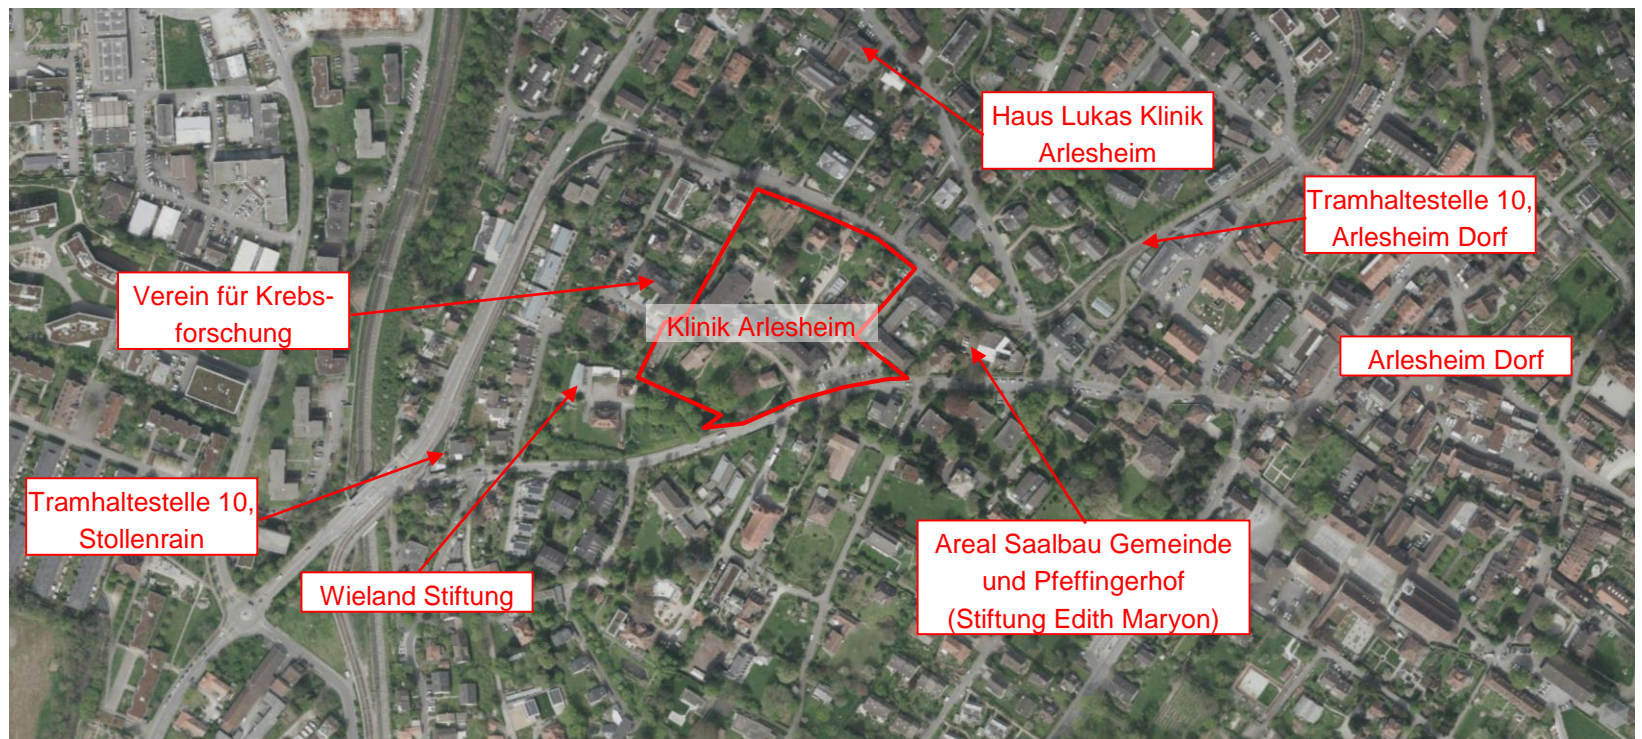 Haus Lukas Klinik
Arlesheim
Tramhaltestelle 10,
Arlesheim Dorf
Verein für Krebs-
forschung
Klinik Arlesheim
Arlesheim Dorf
Tramhaltestelle 10,
Stollenrain
Wieland Stiftung
Areal Saalbau Gemeinde
und Pfeffingerhof
(Stiftung Edith Maryon)